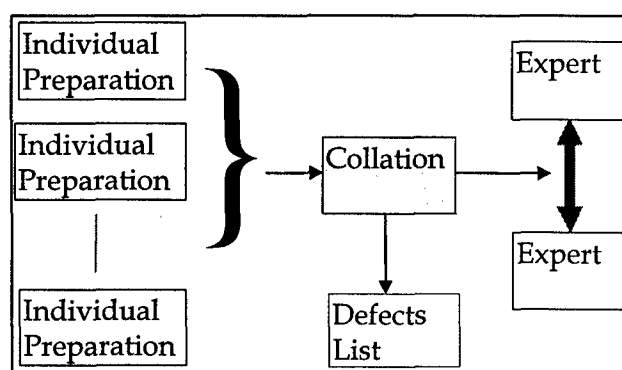 Individual
Preparation
Individual
Preparation
Individual
Preparation
Collation
Defects
List
Expert
Expert